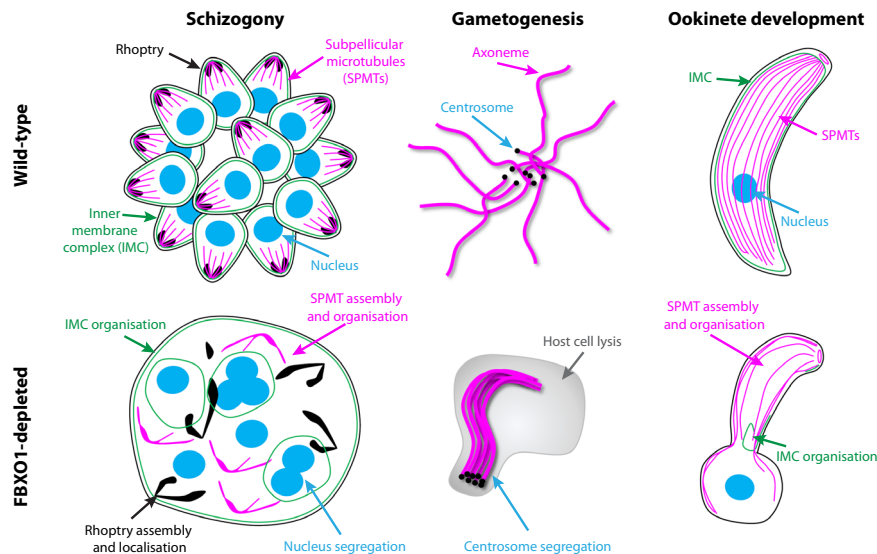 Schizogony
Gametogenesis
Ookinete development
Wild-type
Rhoptry
Subpellicular
microtubules
(SPMTs)
Inner
membrane
complex (IMC)
Nucleus
Axoneme
Centrosome
IMC
SPMTs
Nucleus
FBXO1-depleted
IMC organisation
SPMT assembly
and organisation
Rhoptry assembly
and localisation
Nucleus segregation
Host cell lysis
Centrosome segregation
SPMT assembly
and organisation
IMC organisation